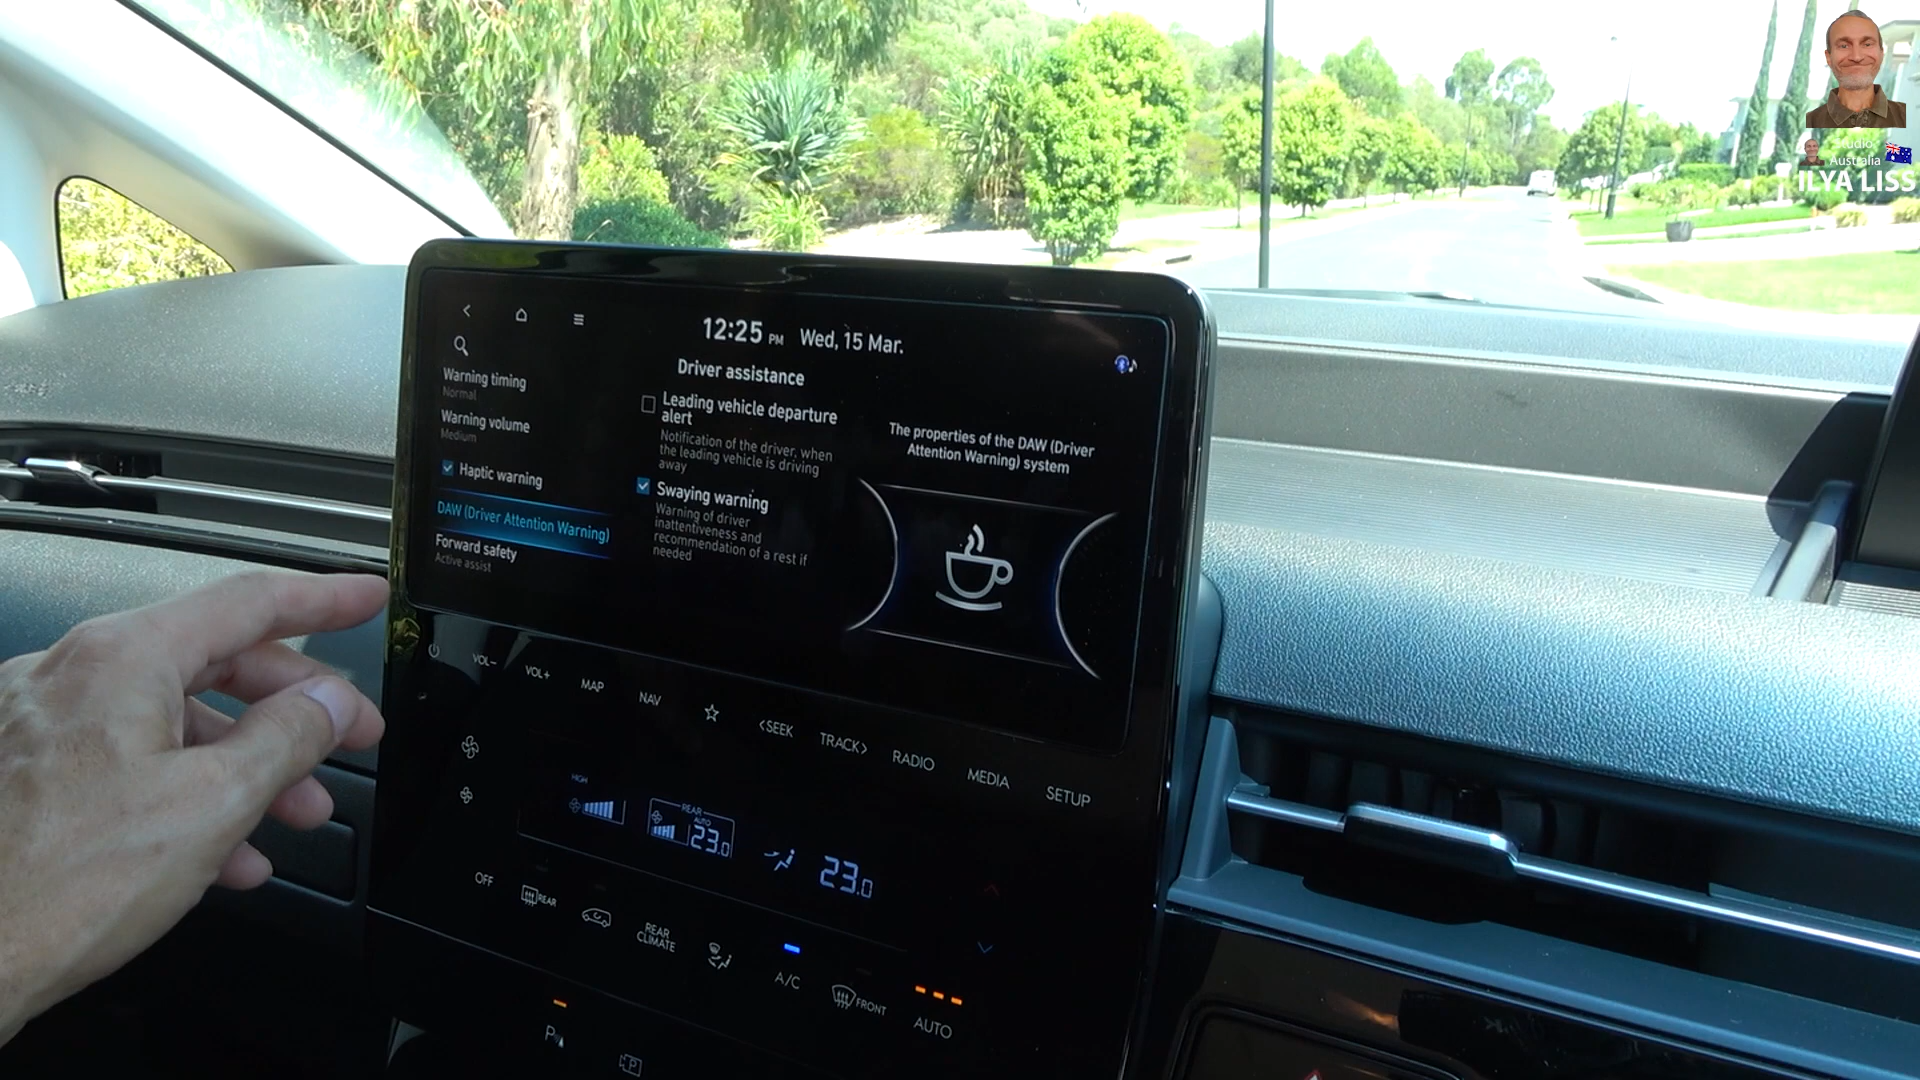 Studio
Australia
ILYA LISS
12:25 PM Wed, 15 Mar.
Driver assistance
Warning timing
Normal
Warning volume
Medium
Haptic warning
DAW (Driver Attention Warning)
Forward safety
Active assist
Leading vehicle departure
alert
Notification of the driver, when
the leading vehicle is driving
away
Swaying warning
Warning of driver
inattentiveness and
recommendation of a rest if
needed
The properties of the DAW (Driver
Attention Warning) system
VOL-
VOL+
MAP
NAV
<SEEK
TRACK>
RADIO
MEDIA
SETUP
HIGH
REAR
AUTO
23.0
23.0
OFF
REAR
REAR
CLIMATE
A/C
FRONT
AUTO
P
P